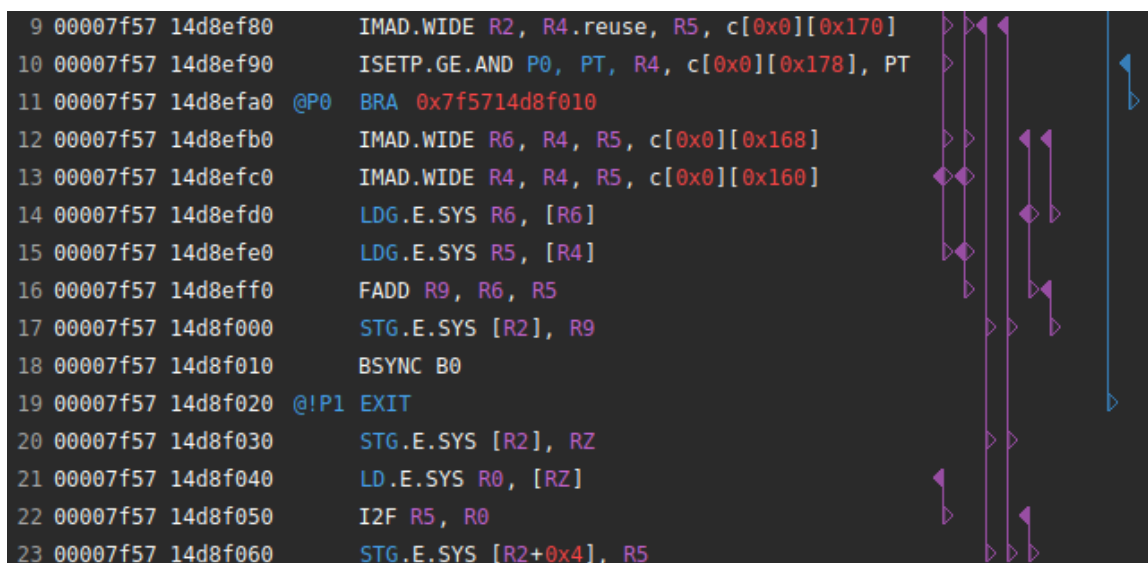 9 00007f57 14d8ef80 IMAD.WIDE R2, R4.reuse, R5, c[0x0][0x170]
10 00007f57 14d8ef90 ISETP.GE.AND P0, PT, R4, c[0x0][0x178], PT
11 00007f57 14d8efa0 @P0 BRA 0x7f5714d8f010
12 00007f57 14d8efb0 IMAD.WIDE R6, R4, R5, c[0x0][0x168]
13 00007f57 14d8efc0 IMAD.WIDE R4, R4, R5, c[0x0][0x160]
14 00007f57 14d8efd0 LDG.E.SYS R6, [R6]
15 00007f57 14d8efe0 LDG.E.SYS R5, [R4]
16 00007f57 14d8eff0 FADD R9, R6, R5
17 00007f57 14d8f000 STG.E.SYS [R2], R9
18 00007f57 14d8f010 BSYNC B0
19 00007f57 14d8f020 @!P1 EXIT
20 00007f57 14d8f030 STG.E.SYS [R2], RZ
21 00007f57 14d8f040 LD.E.SYS R0, [RZ]
22 00007f57 14d8f050 I2F R5, R0
23 00007f57 14d8f060 STG.E.SYS [R2+0x4], R5